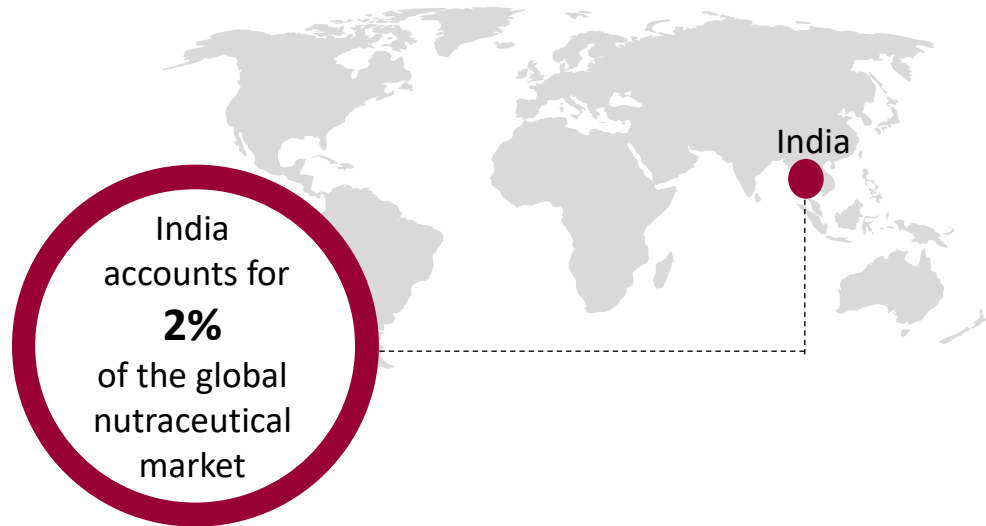 India
India
accounts for
2%
of the global
nutraceutical
market